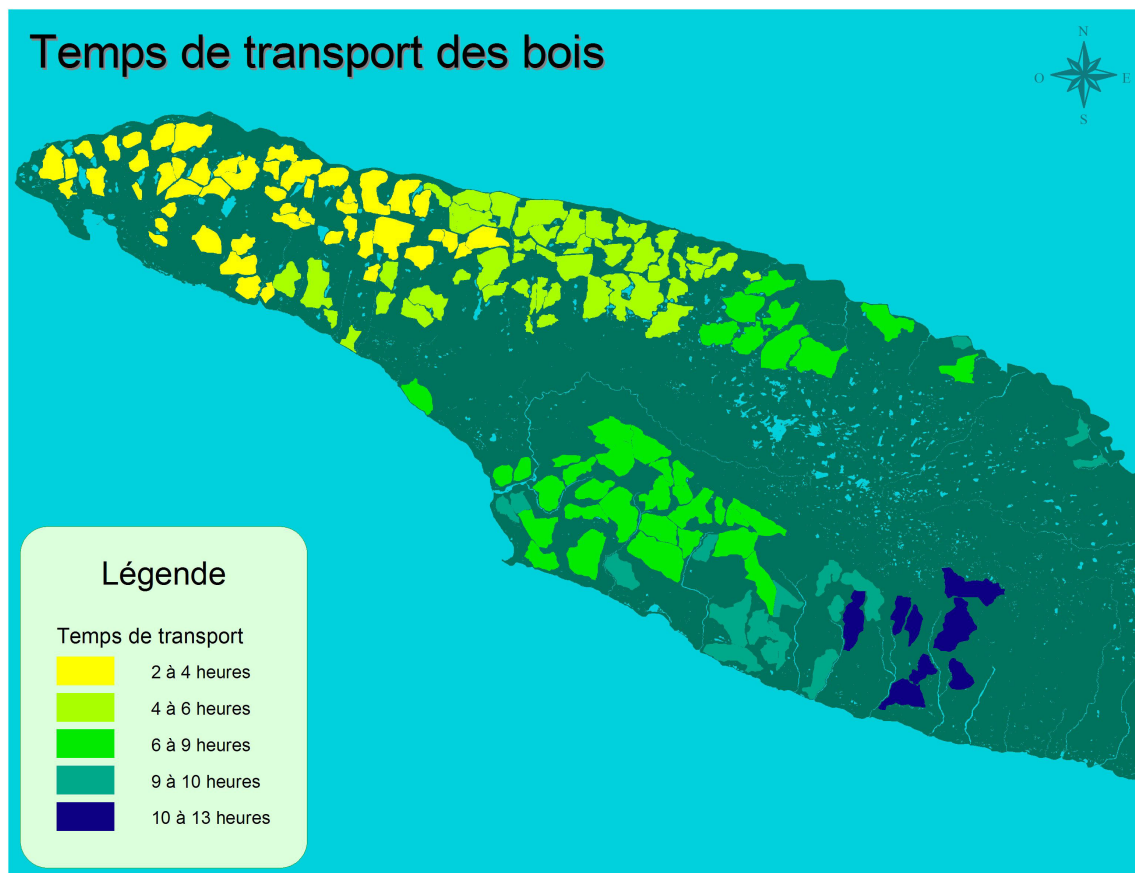 Temps de transport des bois
N
O E
S
Légende
Temps de transport
2 à 4 heures
4 à 6 heures
6 à 9 heures
9 à 10 heures
10 à 13 heures